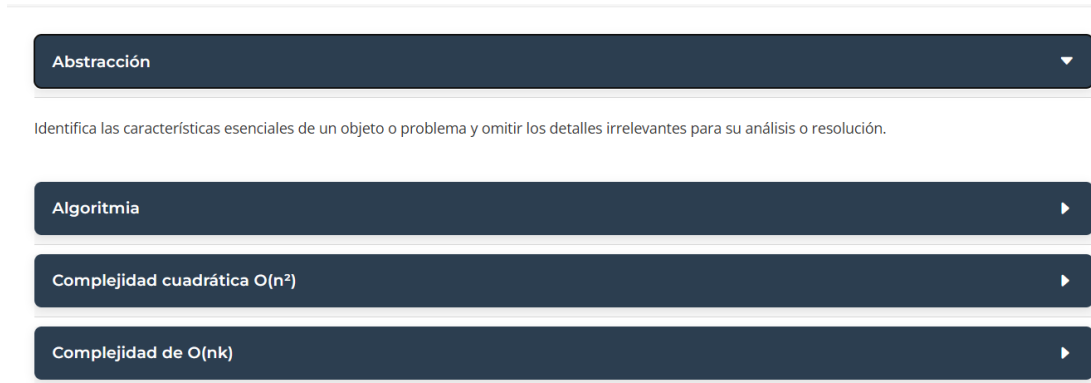 Abstracción
Identifica las características esenciales de un objeto o problema y omitir los detalles irrelevantes para su análisis o resolución.
Algoritmia
Complejidad cuadrática O(n²)
Complejidad de O(nk)